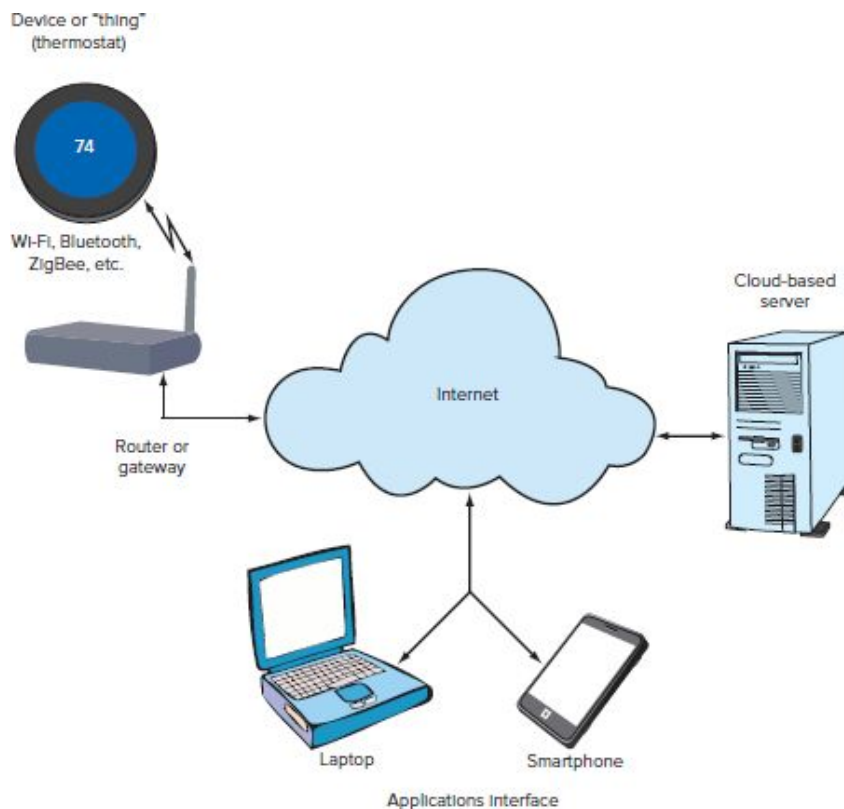 Device or "thing"
(thermostat)
74
Wi-Fi, Bluetooth,
ZigBee, etc.
Router or
gateway
Internet
Cloud-based
server
Laptop
Smartphone
Applications interface